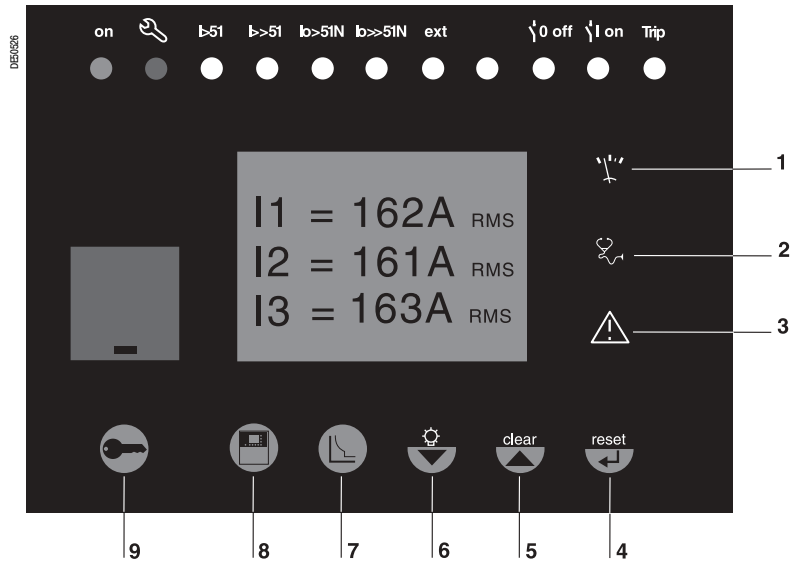 DE50526
on I>51 I>>51 Io>51N Io>>51N ext 0 off I on Trip
I1 = 162A RMS
I2 = 161A RMS
I3 = 163A RMS
1
2
3
clear reset
9 8 7 6 5 4